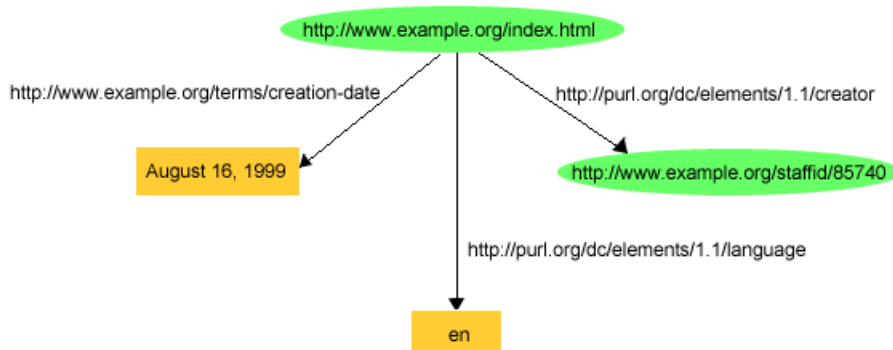 http://www.example.org/index.html
http://www.example.org/terms/creation-date
http://purl.org/dc/elements/1.1/creator
August 16, 1999
http://www.example.org/staffid/85740
http://purl.org/dc/elements/1.1/language
en